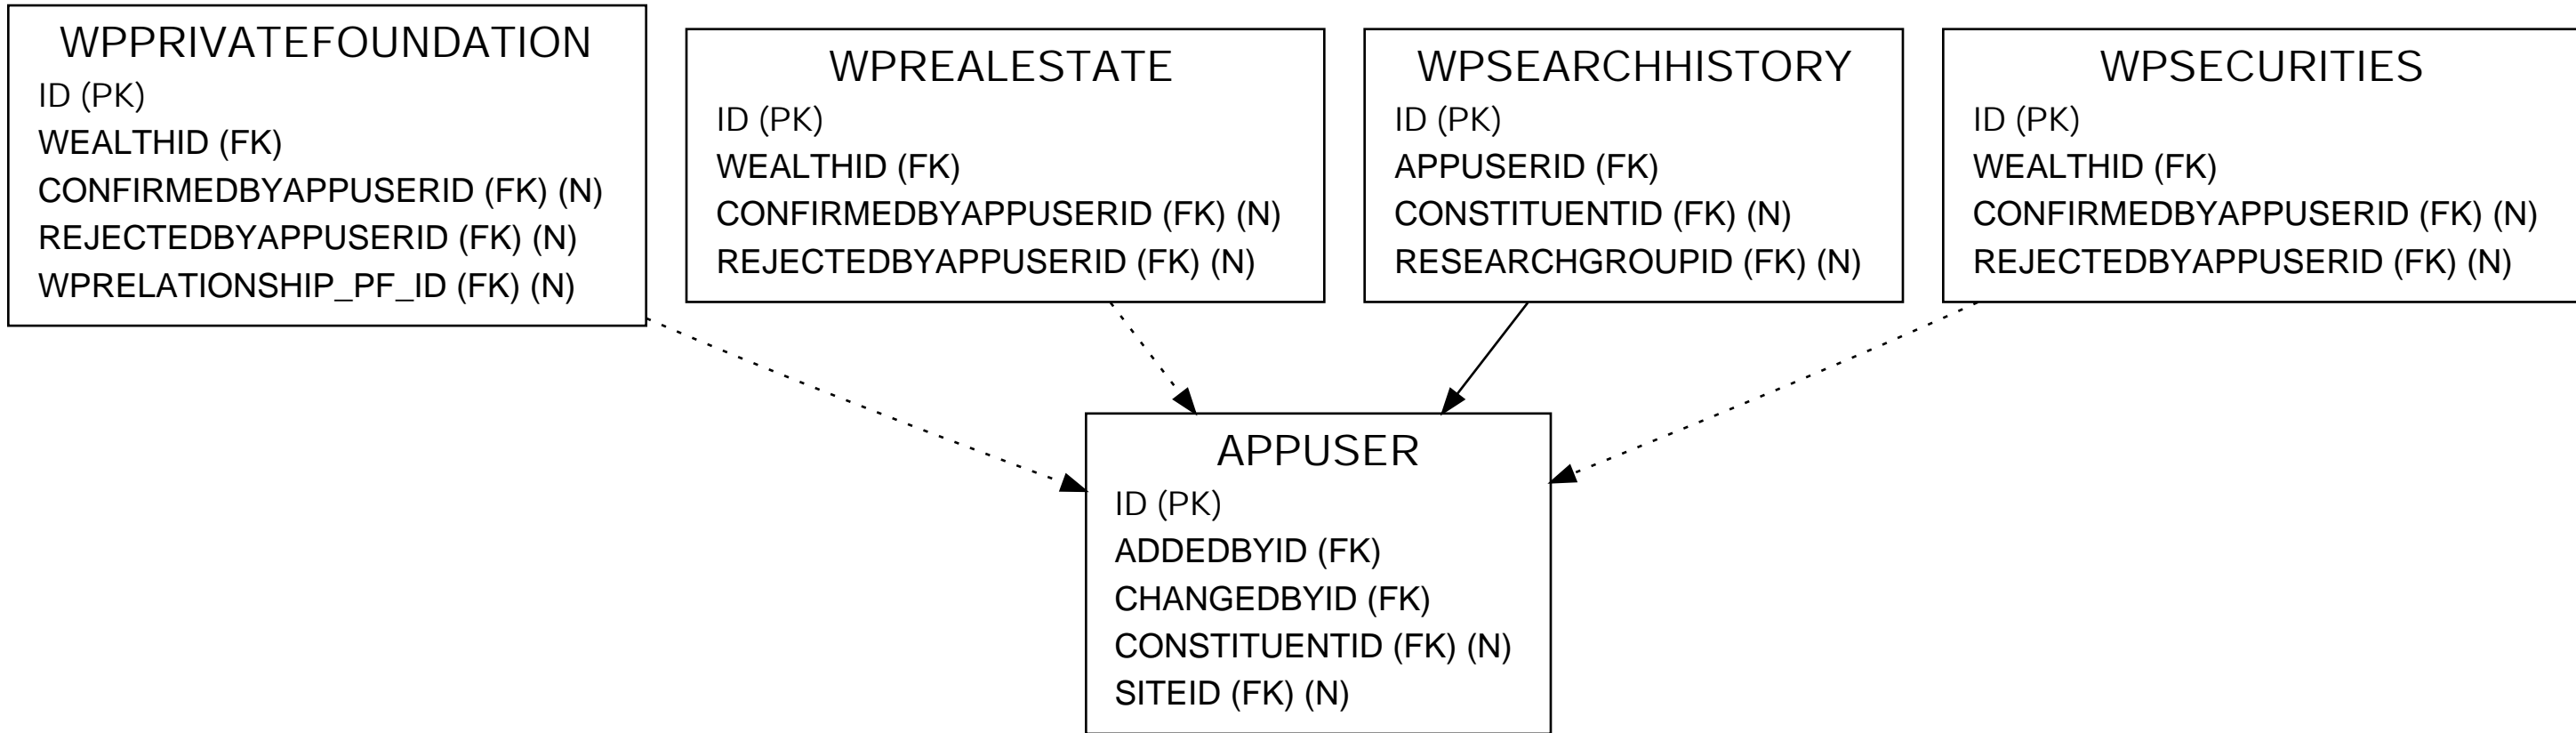 WPPRIVATEFOUNDATION
ID (PK)
WEALTHID (FK)
CONFIRMEDBYAPPUSERID (FK) (N)
REJECTEDBYAPPUSERID (FK) (N)
WPRELATIONSHIP_PF_ID (FK) (N)
WPREALESTATE
ID (PK)
WEALTHID (FK)
CONFIRMEDBYAPPUSERID (FK) (N)
REJECTEDBYAPPUSERID (FK) (N)
WPSEARCHHISTORY
ID (PK)
APPUSERID (FK)
CONSTITUENTID (FK) (N)
RESEARCHGROUPID (FK) (N)
WPSECURITIES
ID (PK)
WEALTHID (FK)
CONFIRMEDBYAPPUSERID (FK) (N)
REJECTEDBYAPPUSERID (FK) (N)
APPUSER
ID (PK)
ADDEDBYID (FK)
CHANGEDBYID (FK)
CONSTITUENTID (FK) (N)
SITEID (FK) (N)